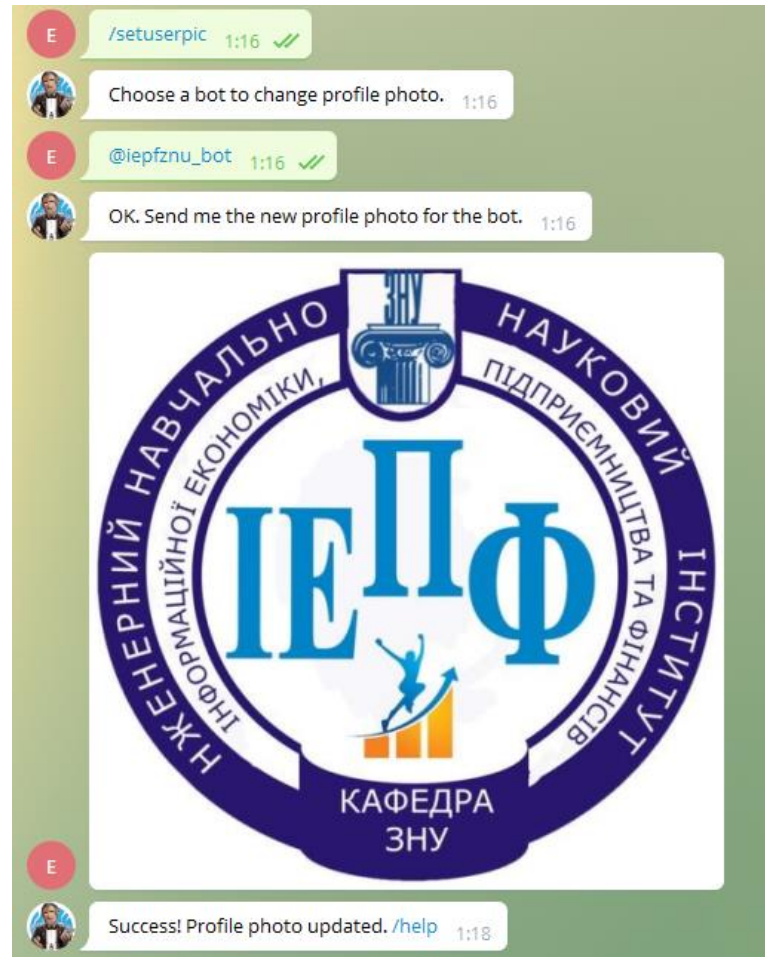 E
/setuserpic 1:16
Choose a bot to change profile photo. 1:16
E
@iepfznu_bot 1:16
OK. Send me the new profile photo for the bot. 1:16
ЗНУ
НЖЕНЕРНИЙ НАВЧАЛЬНО НАУКОВИЙ ІНСТИТУТ
ІНФОРМАЦІЙНОЇ ЕКОНОМІКИ, ПІДПРИЄМНИЦТВА ТА ФІНАНСІВ
ІЕПФ
КАФЕДРА
ЗНУ
E
Success! Profile photo updated. /help 1:18